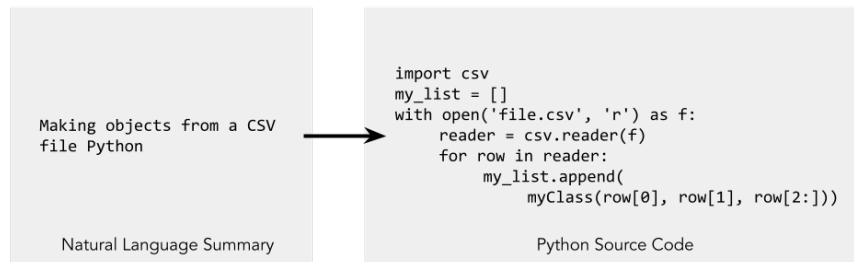 Making objects from a CSV
file Python
Natural Language Summary
import csv
my_list = []
with open('file.csv', 'r') as f:
    reader = csv.reader(f)
    for row in reader:
        my_list.append(
            myClass(row[0], row[1], row[2:]))
Python Source Code